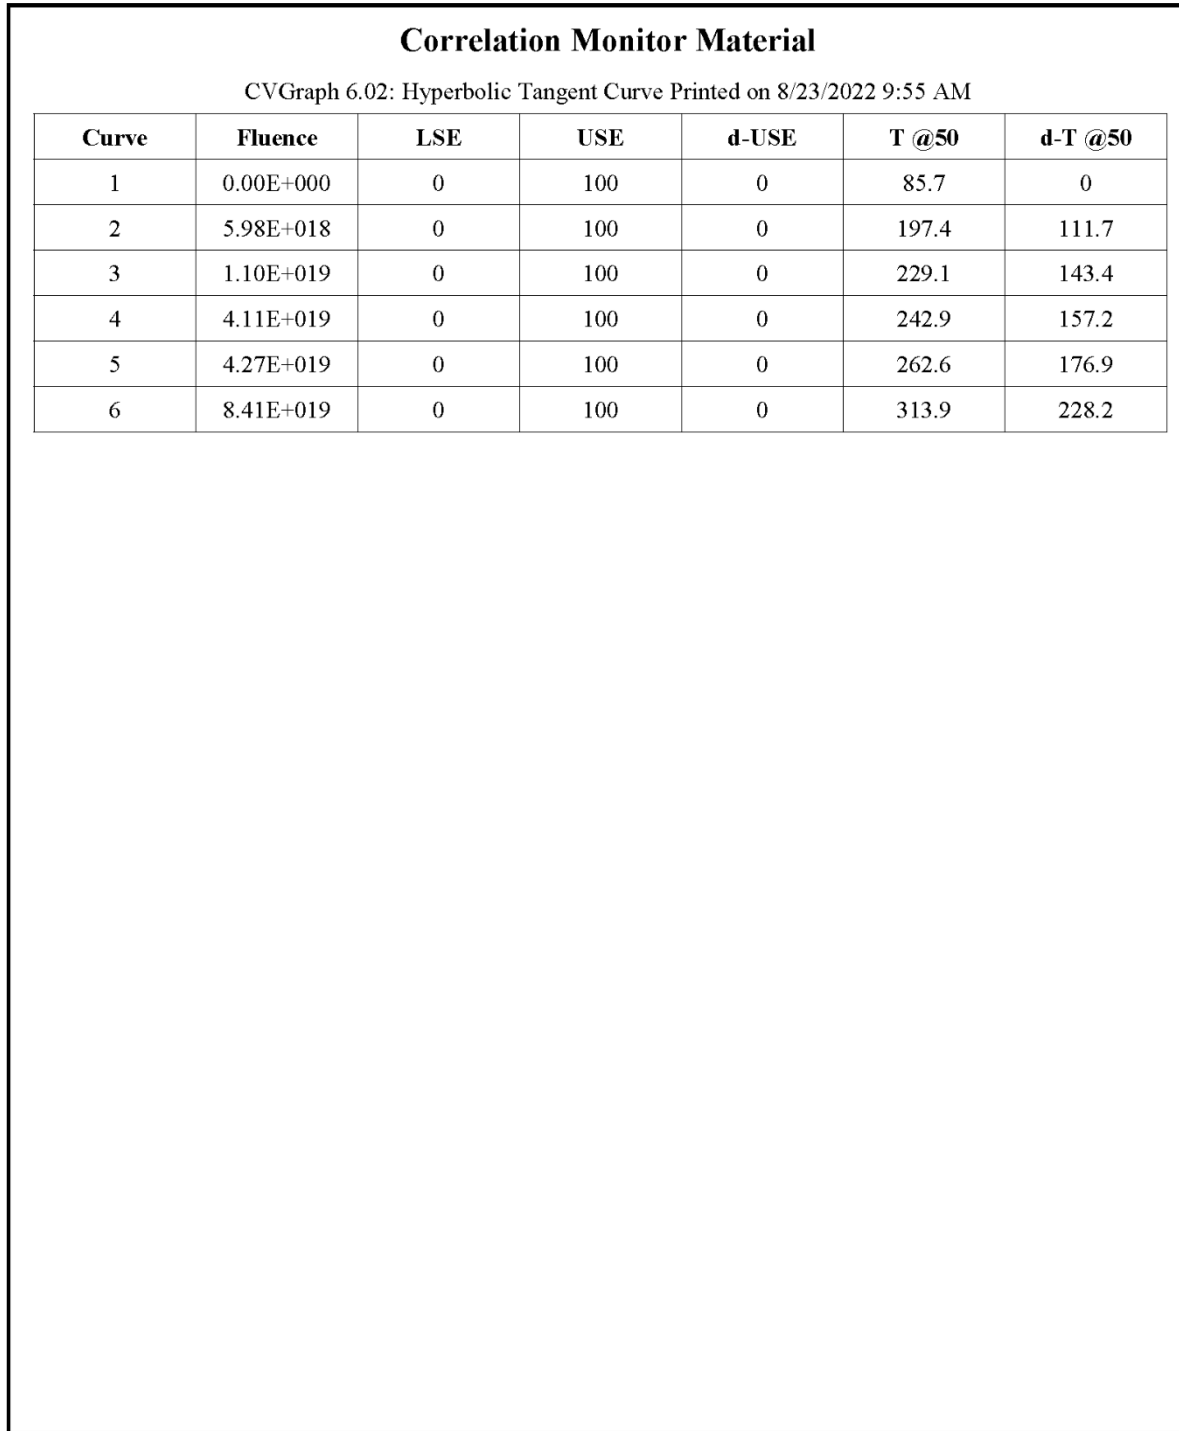 Correlation Monitor Material
CVGraph 6.02: Hyperbolic Tangent Curve Printed on 8/23/2022 9:55 AM
Curve Fluence LSE USE d-USE T @50 d-T @50
1 0.00E+000 0 100 0 85.7 0
2 5.98E+018 0 100 0 197.4 111.7
3 1.10E+019 0 100 0 229.1 143.4
4 4.11E+019 0 100 0 242.9 157.2
5 4.27E+019 0 100 0 262.6 176.9
6 8.41E+019 0 100 0 313.9 228.2